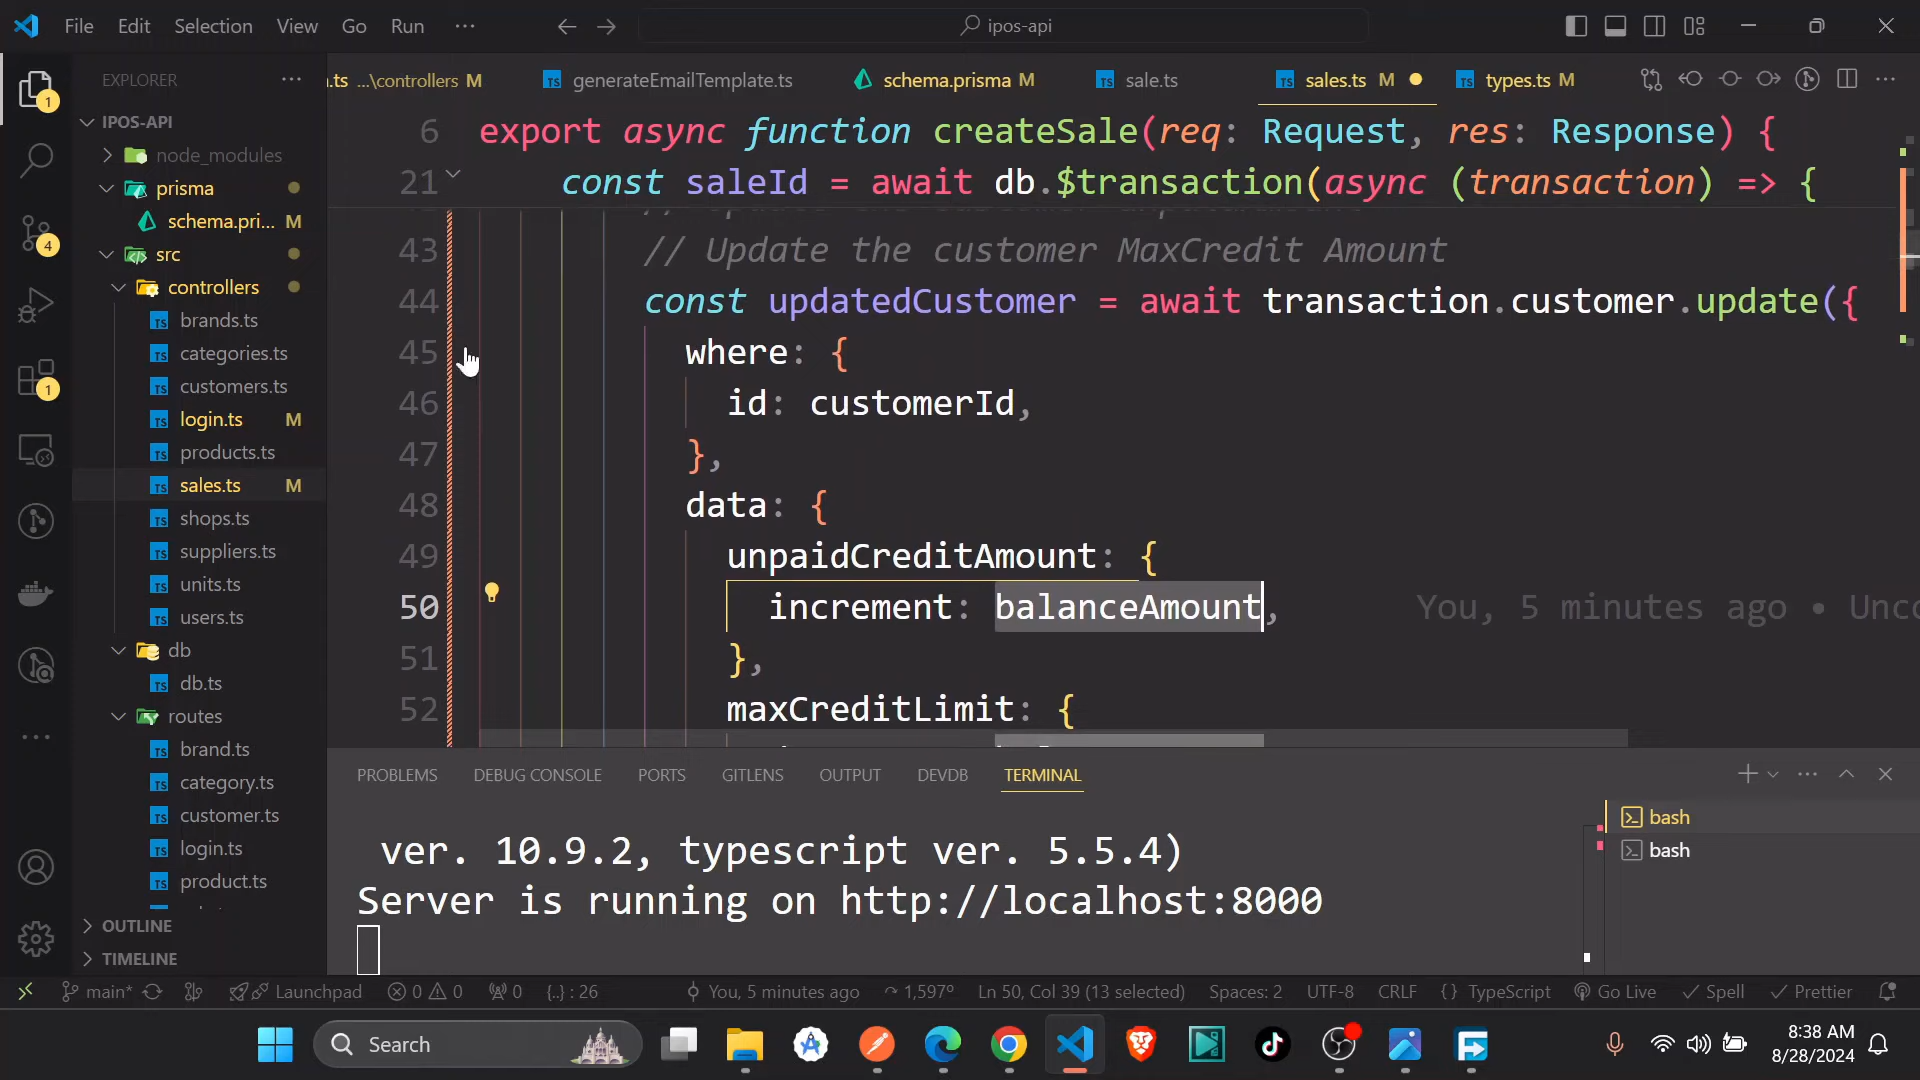 File Edit Selection View Go Run ··· ipos-api
EXPLORER
.ts ...\controllers M generateEmailTemplate.ts schema.prisma M sale.ts sales.ts M types.ts M
IPOS-API
node_modules
prisma
schema.pri... M
src
controllers
brands.ts
categories.ts
customers.ts
login.ts M
products.ts
sales.ts M
shops.ts
suppliers.ts
units.ts
users.ts
db
db.ts
routes
brand.ts
category.ts
customer.ts
login.ts
product.ts
OUTLINE
TIMELINE
1
4
1
6 export async function createSale(req: Request, res: Response) {
21 const saleId = await db.$transaction(async (transaction) => {
43 // Update the customer MaxCredit Amount
44 const updatedCustomer = await transaction.customer.update({
45 where: {
46 id: customerId,
47 },
48 data: {
49 unpaidCreditAmount: {
50 increment: balanceAmount, You, 5 minutes ago • Unco
51 },
52 maxCreditLimit: {
PROBLEMS DEBUG CONSOLE PORTS GITLENS OUTPUT DEVDB TERMINAL
ver. 10.9.2, typescript ver. 5.5.4)
Server is running on http://localhost:8000
bash
bash
main* Launchpad 0 0 0 {..} : 26 You, 5 minutes ago 1,597° Ln 50, Col 39 (13 selected) Spaces: 2 UTF-8 CRLF {} TypeScript Go Live Spell Prettier
Search
8:38 AM
8/28/2024